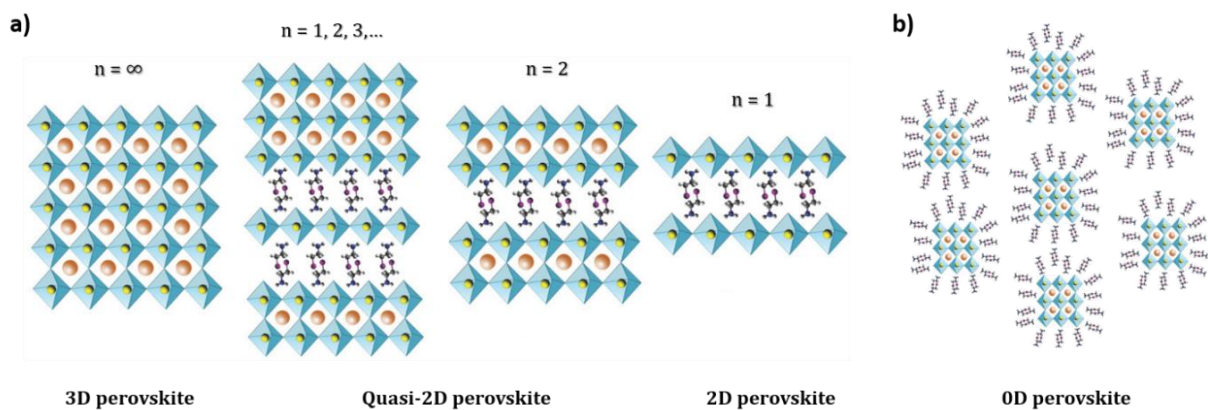 a)
n = ∞
n = 1, 2, 3,...
n = 2
n = 1
3D perovskite
Quasi-2D perovskite
2D perovskite
b)
0D perovskite